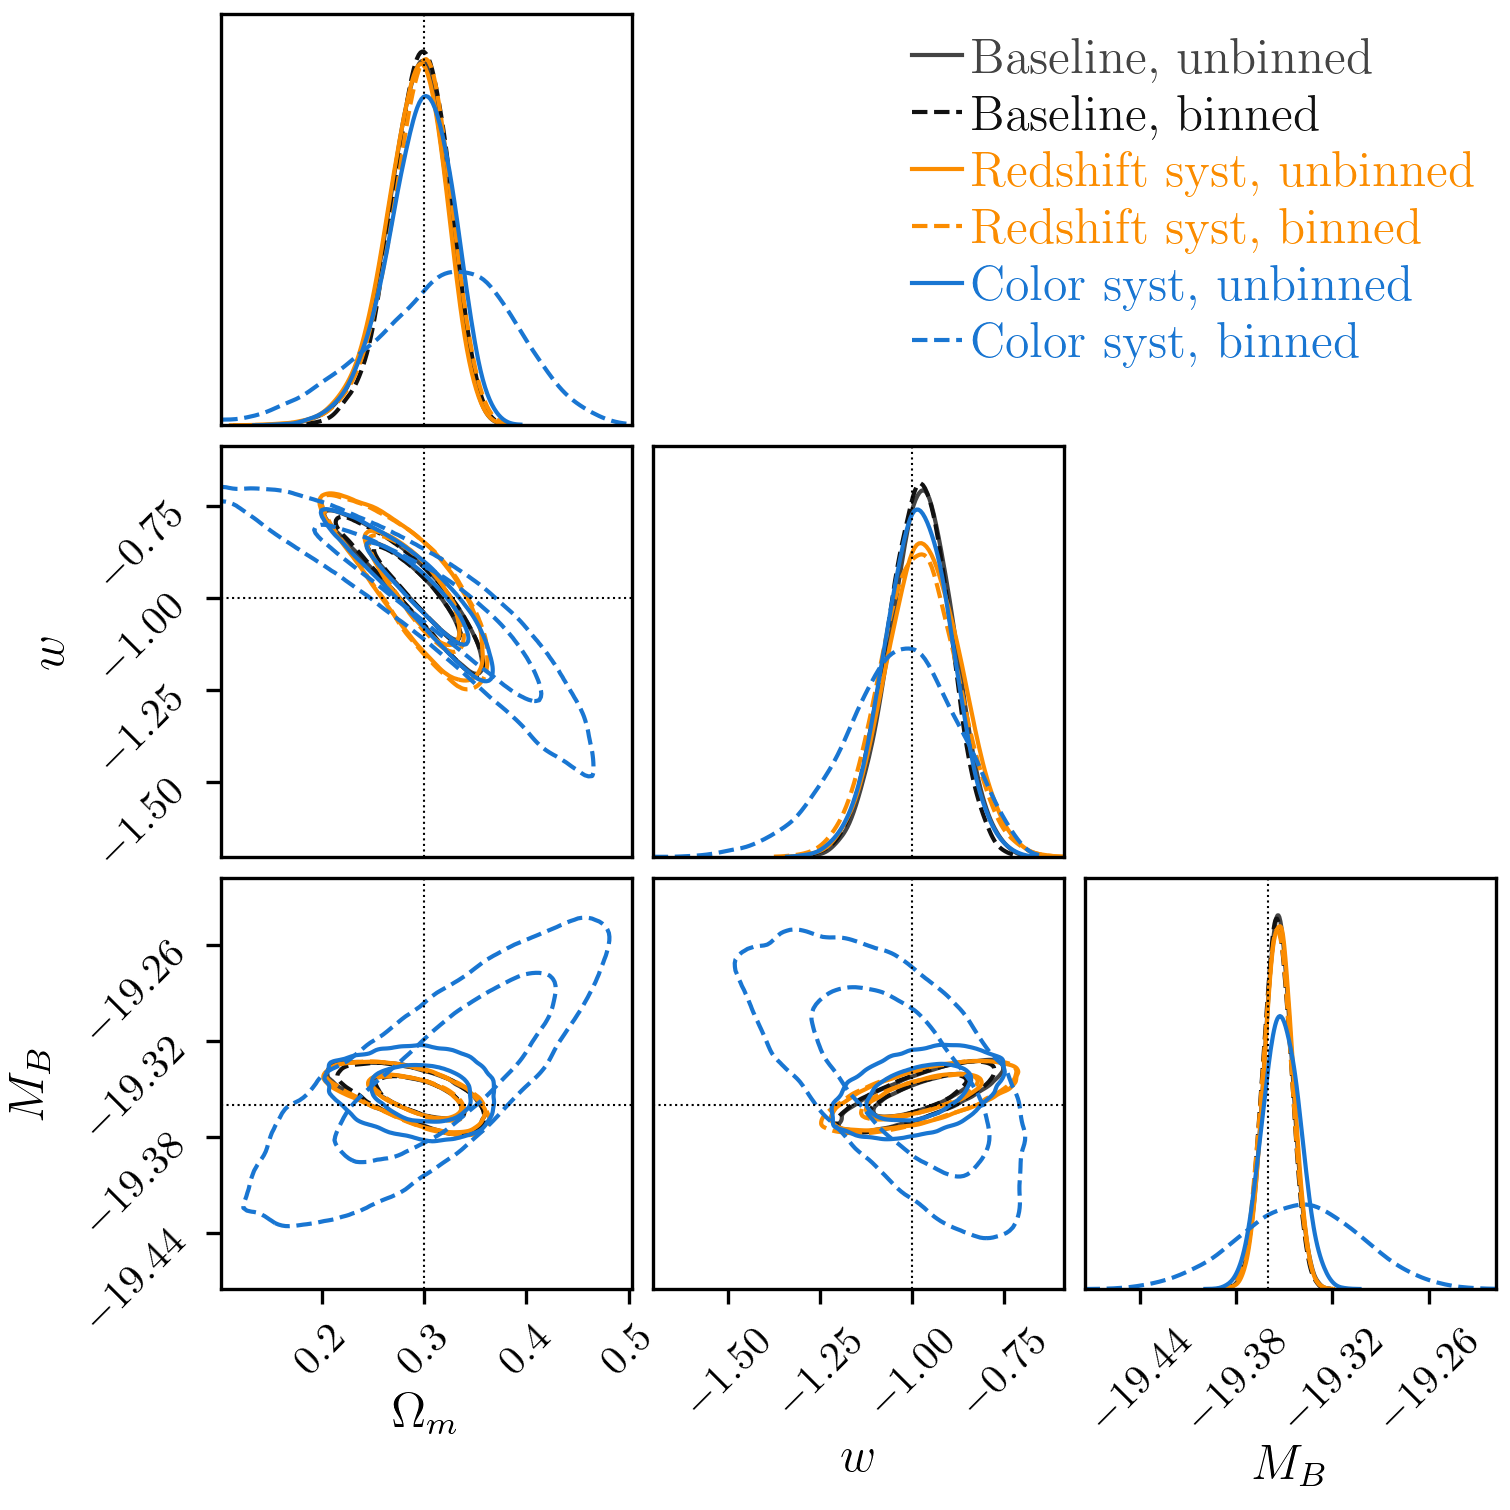 Baseline, unbinned
Baseline, binned
Redshift syst, unbinned
Redshift syst, binned
Color syst, unbinned
Color syst, binned
w
−0.75
−1.00
−1.25
−1.50
M_B
−19.26
−19.32
−19.38
−19.44
0.2 0.3 0.4 0.5
Ω_m
−1.50 −1.25 −1.00 −0.75
w
−19.44 −19.38 −19.32 −19.26
M_B